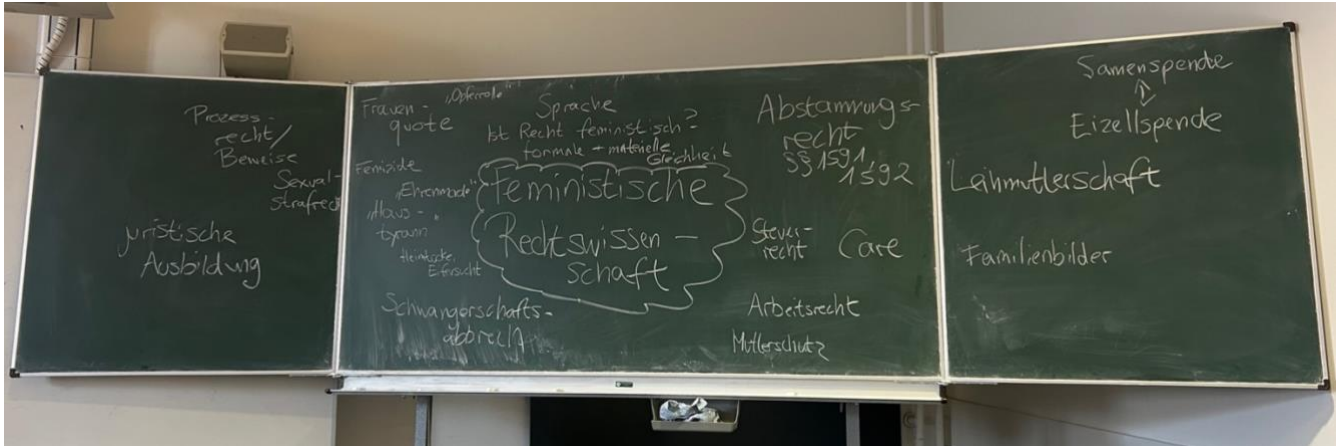 Prozess-
recht/
Beweise
Sexual-
strafrecht
juristische
Ausbildung
Frauen-
quote
"Opferrolle"
Sprache
Ist Recht feministisch?
formale + materielle
Gleichheit
Femizide
"Ehrenmorde"
"Haus-
tyrann"
Heimtücke,
Eifersucht
Feministische
Rechtswissen-
schaft
Schwangerschafts-
abbruch
Abstammungs-
recht
§§ 1591,
1592
Steuer-
recht
Care
Arbeitsrecht
Mutterschutz
Samenspende
Eizellspende
Leihmutterschaft
Familienbilder